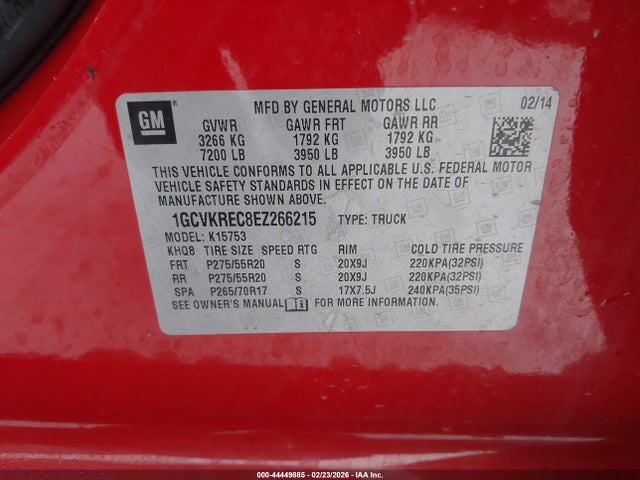 GM
MFD BY GENERAL MOTORS LLC 02/14
GVWR GAWR FRT GAWR RR
3266 KG 1792 KG 1792 KG
7200 LB 3950 LB 3950 LB
THIS VEHICLE CONFORMS TO ALL APPLICABLE U.S. FEDERAL MOTOR
VEHICLE SAFETY STANDARDS IN EFFECT ON THE DATE OF
MANUFACTURE SHOWN ABOVE.
1GCVKREC8EZ266215 TYPE: TRUCK
MODEL: K15753
KHQ8 TIRE SIZE SPEED RTG RIM COLD TIRE PRESSURE
FRT P275/55R20 S 20X9J 220KPA(32PSI)
RR P275/55R20 S 20X9J 220KPA(32PSI)
SPA P265/70R17 S 17X7.5J 240KPA(35PSI)
SEE OWNER'S MANUAL FOR MORE INFORMATION.
000-44449885 - 02/23/2026 - IAA Inc.